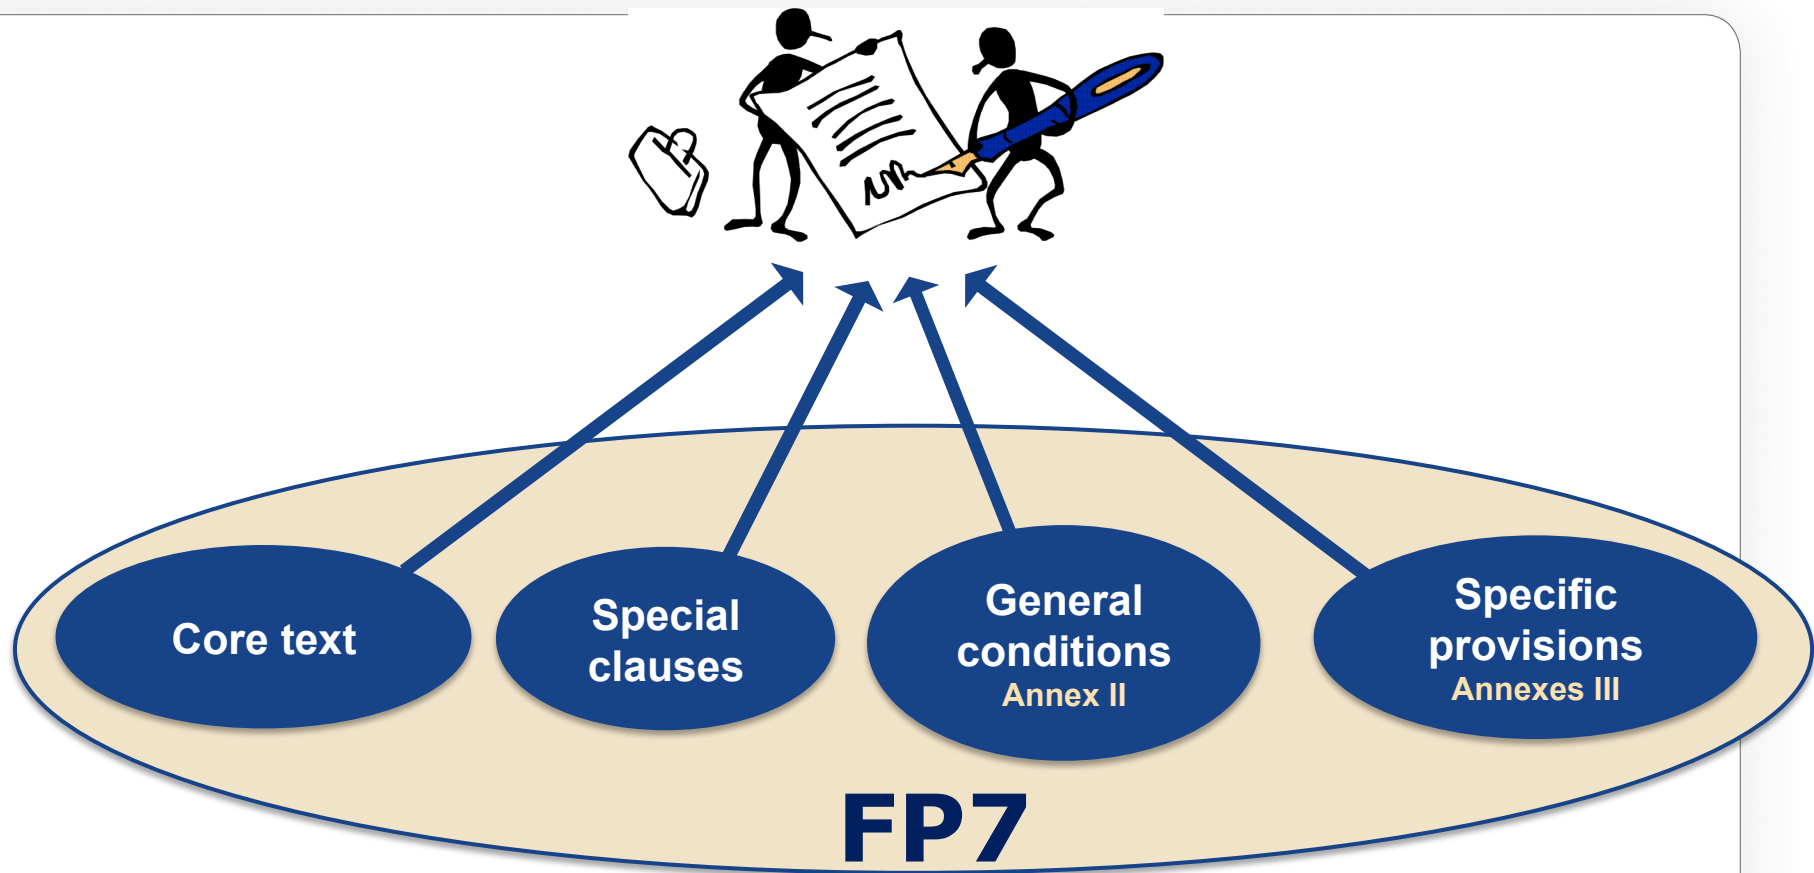 Core text
Special
clauses
General
conditions
Annex II
Specific
provisions
Annexes III
FP7